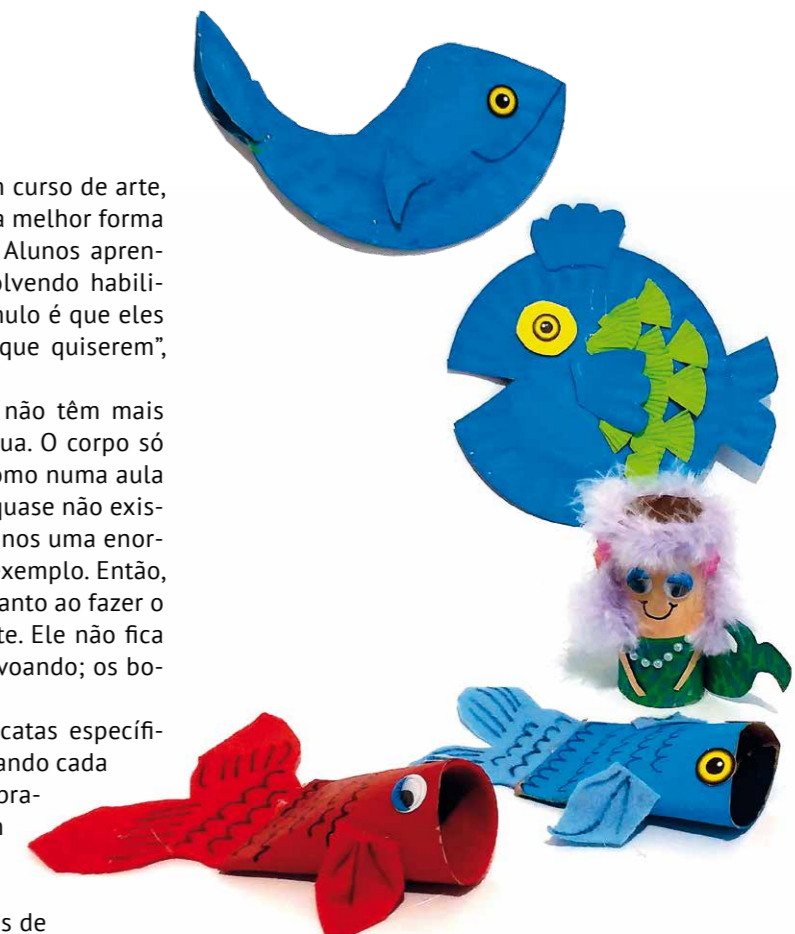 n curso de arte,
a melhor forma
Alunos apren-
olvendo habili-
nulo é que eles
que quiserem”,
não têm mais
ua. O corpo só
omo numa aula
quase não exis-
nos uma enor-
exemplo. Então,
anto ao fazer o
te. Ele não fica
voando; os bo-
catas específi-
ando cada
bra-
n
s de